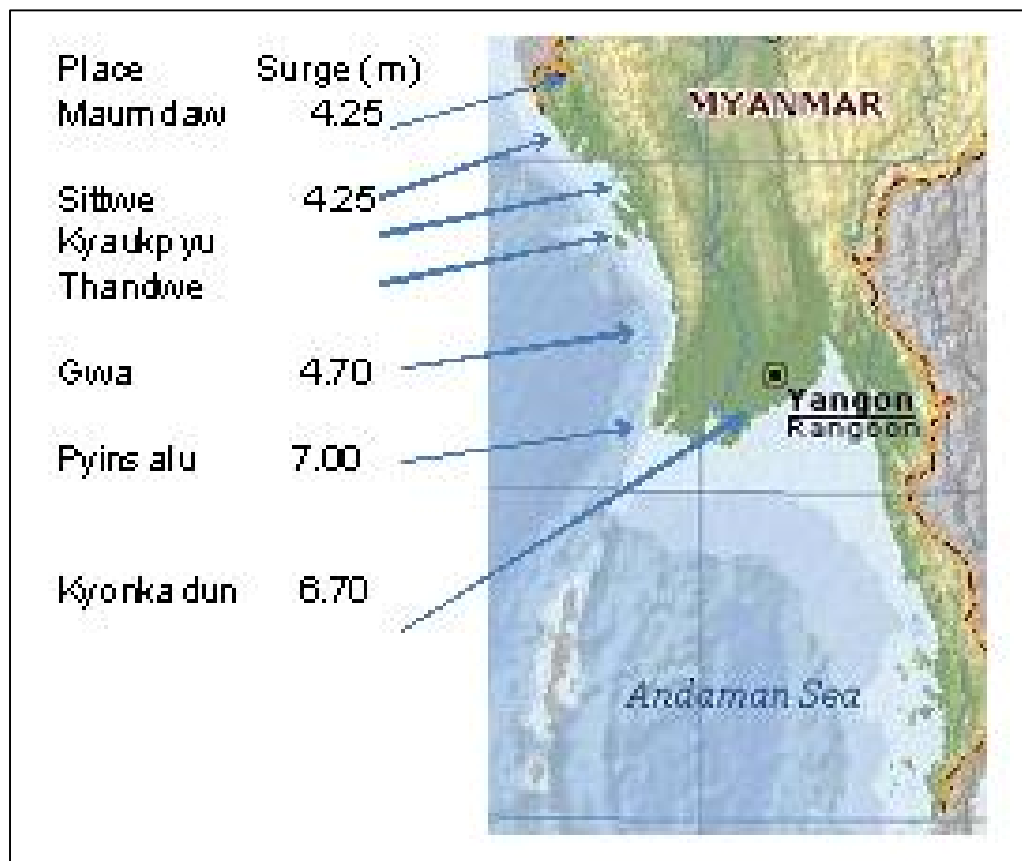 Place Surge (m)
Maumdaw 4.25
Sittwe 4.25
Kyaukpyu
Thandwe
Gwa 4.70
Pyinsalu 7.00
Kyonkadun 6.70
MYANMAR
Yangon
Rangoon
Andaman Sea